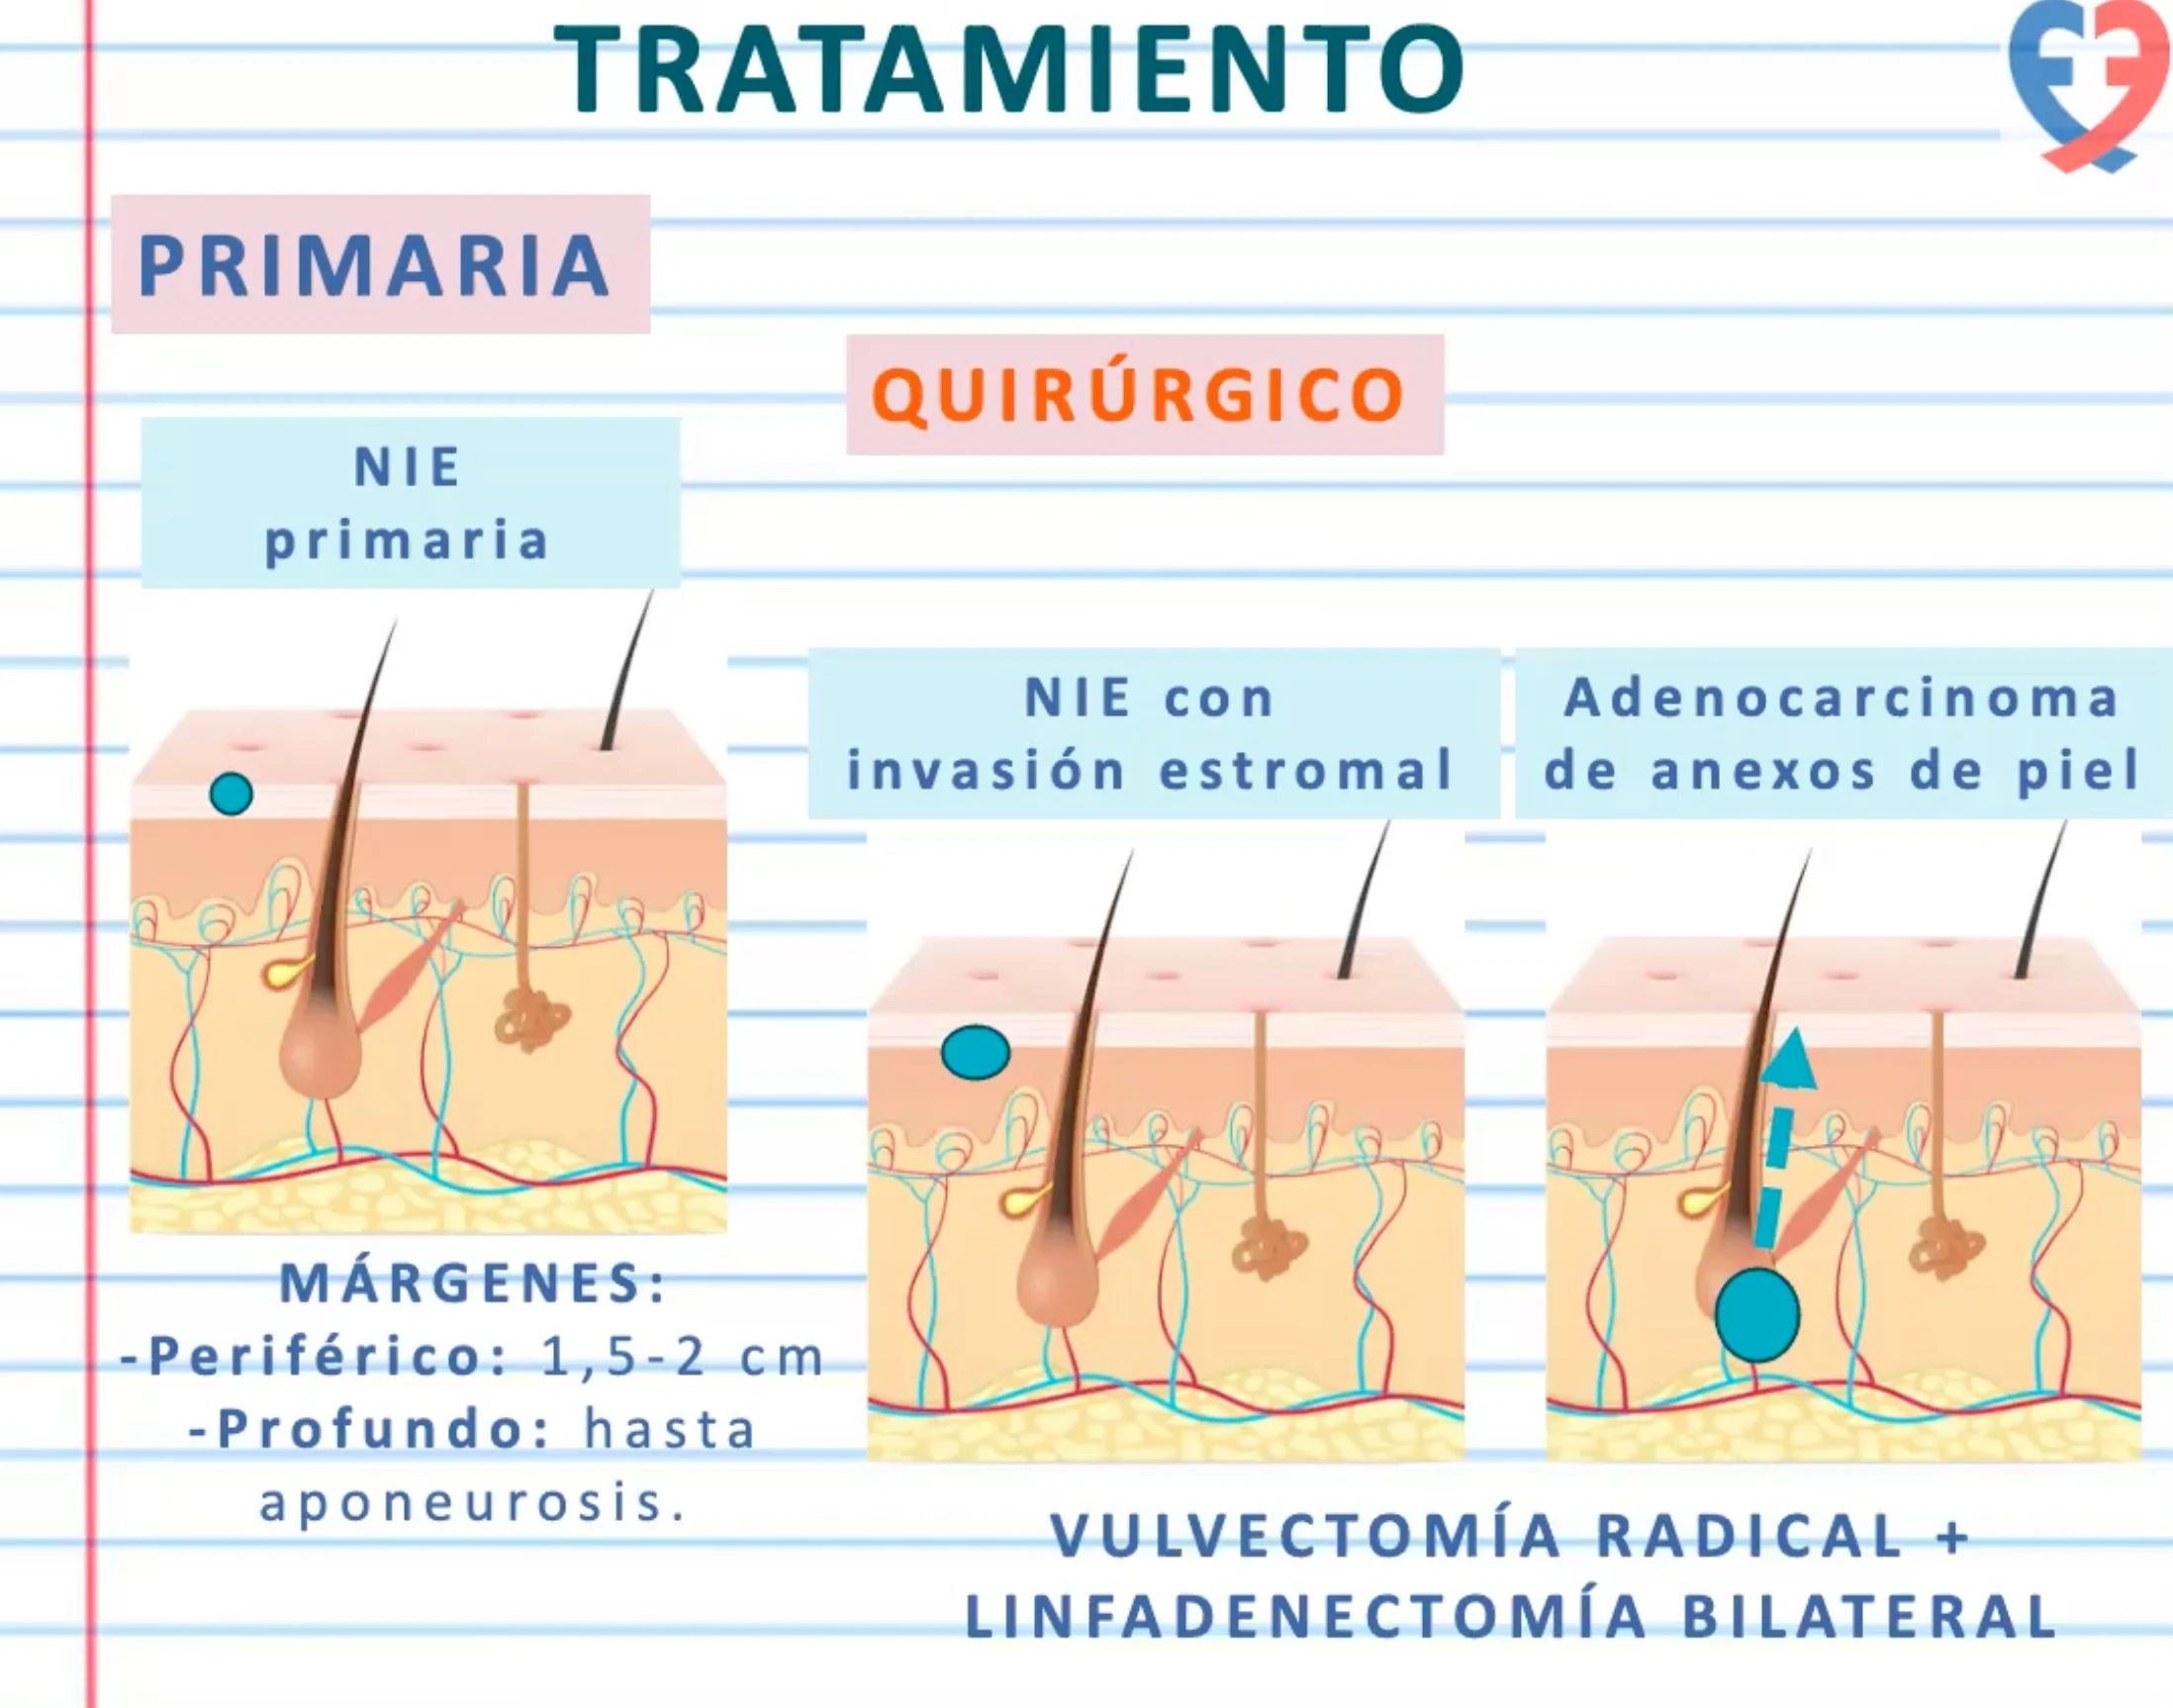 TRATAMIENTO
PRIMARIA
QUIRÚRGICO
NIE
primaria
MÁRGENES:
-Periférico: 1,5-2 cm
-Profundo: hasta
aponeurosis.
NIE con
invasión estromal
Adenocarcinoma
de anexos de piel
VULVECTOMÍA RADICAL +
LINFADENECTOMÍA BILATERAL